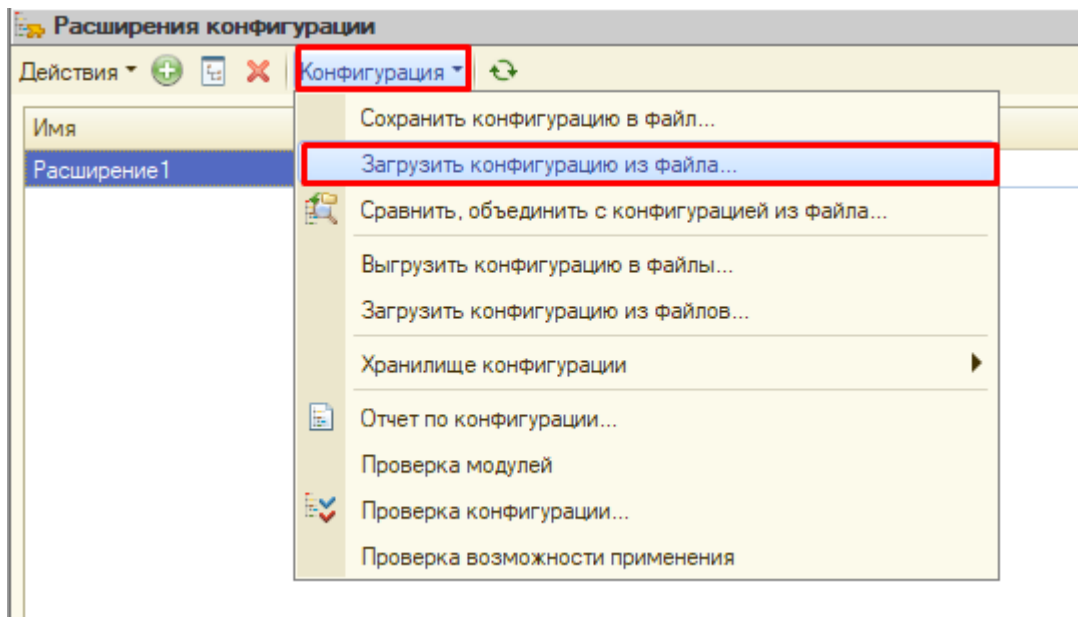 Расширения конфигурации
Действия Конфигурация
Имя
Расширение1
Сохранить конфигурацию в файл...
Загрузить конфигурацию из файла...
Сравнить, объединить с конфигурацией из файла...
Выгрузить конфигурацию в файлы...
Загрузить конфигурацию из файлов...
Хранилище конфигурации
Отчет по конфигурации...
Проверка модулей
Проверка конфигурации...
Проверка возможности применения